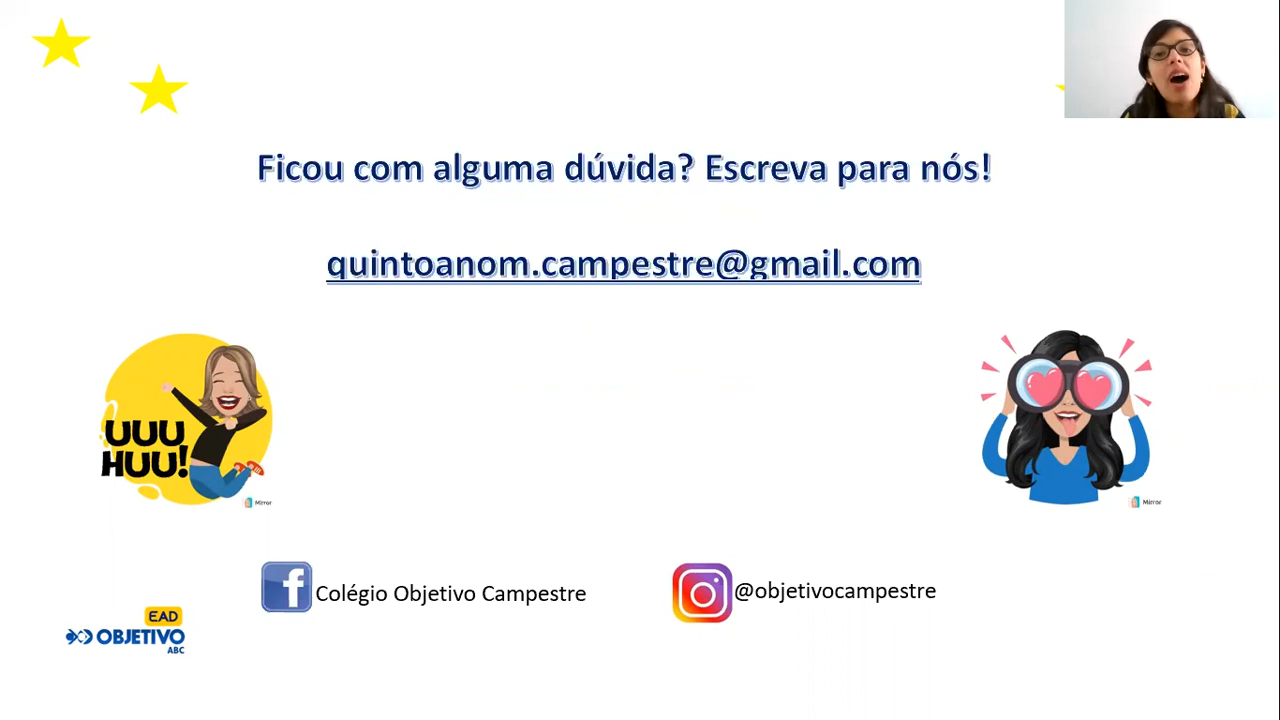 Ficou com alguma dúvida? Escreva para nós!
quintoanom.campestre@gmail.com
UUU
HUU!
Mirror
Mirror
Colégio Objetivo Campestre
@objetivocampestre
EAD
OBJETIVO
ABC